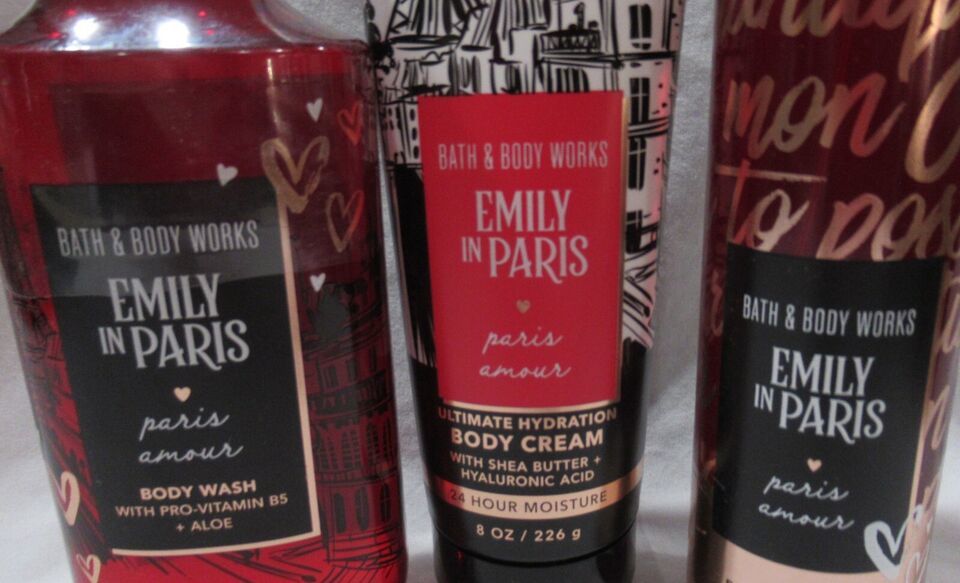 BATH & BODY WORKS
EMILY
IN PARIS
paris
amour
BODY WASH
WITH PRO-VITAMIN B5
+ ALOE
BATH & BODY WORKS
EMILY
IN PARIS
paris
amour
ULTIMATE HYDRATION
BODY CREAM
WITH SHEA BUTTER +
HYALURONIC ACID
24 HOUR MOISTURE
8 OZ / 226 g
mon
to
BATH & BODY WORKS
EMILY
IN PARIS
paris
amour